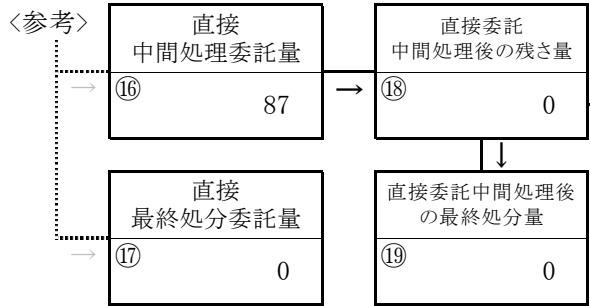 〈参考〉
直接
中間処理委託量
⑯
87
→
→
直接委託
中間処理後の残さ量
⑱
0
↓
直接
最終処分委託量
⑰
0
→
直接委託中間処理後
の最終処分量
⑲
0